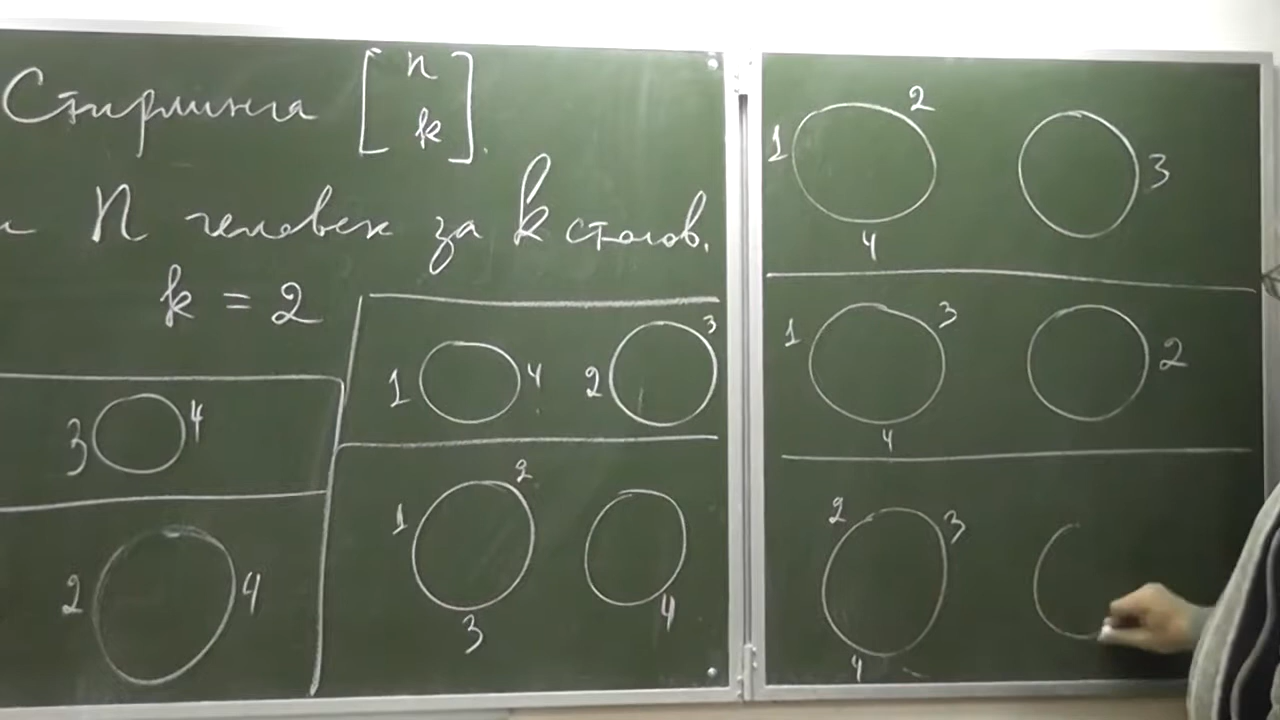 Стирлинга [ n k ].
N человек за k столов.
k = 2
3 4
2 4
1 4 2 3
1 2 3 4
1 2 4 3
1 3 4 2
2 3 4